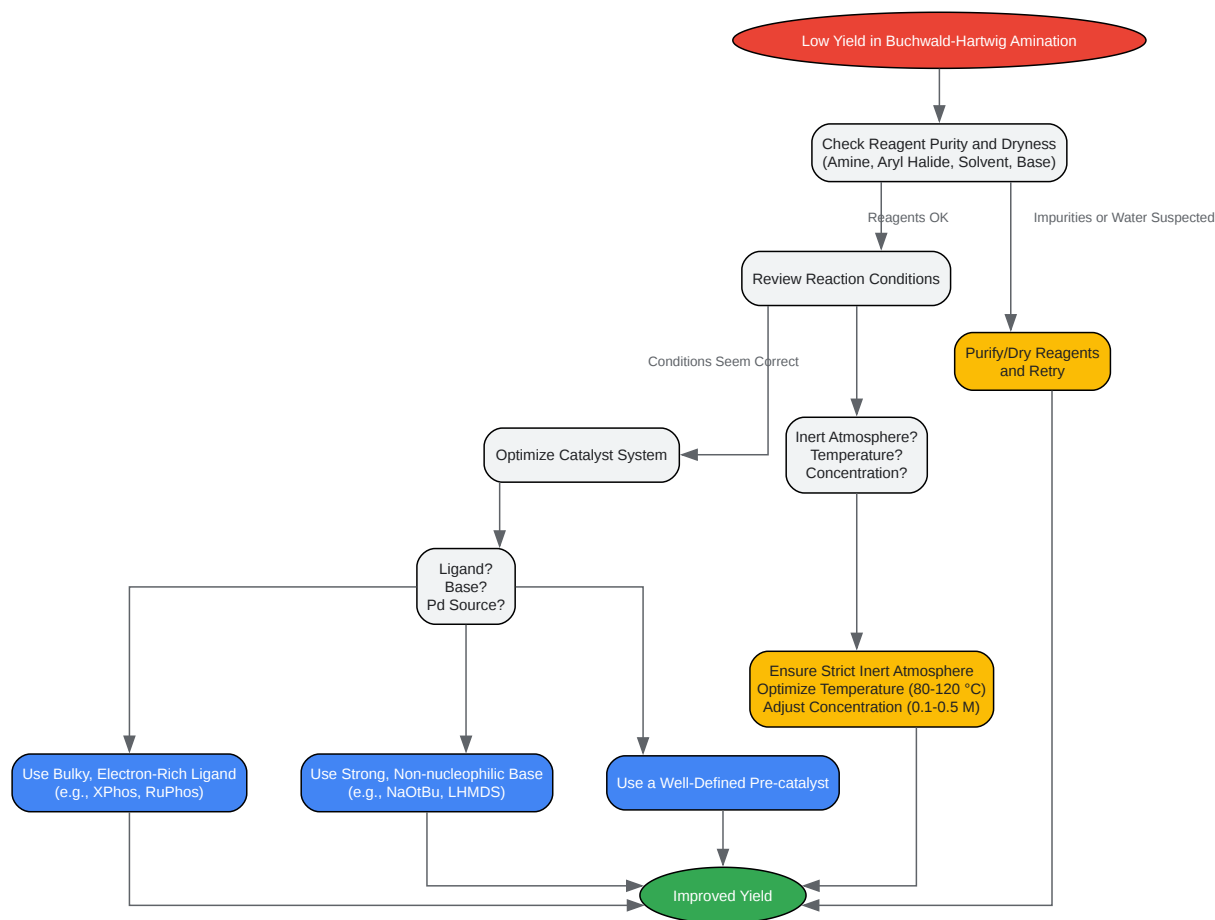 Low Yield in Buchwald-Hartwig Amination
Check Reagent Purity and Dryness
(Amine, Aryl Halide, Solvent, Base)
Reagents OK
Impurities or Water Suspected
Review Reaction Conditions
Purify/Dry Reagents
and Retry
Conditions Seem Correct
Inert Atmosphere?
Temperature?
Concentration?
Optimize Catalyst System
Ligand?
Base?
Pd Source?
Ensure Strict Inert Atmosphere
Optimize Temperature (80-120 °C)
Adjust Concentration (0.1-0.5 M)
Use Bulky, Electron-Rich Ligand
(e.g., XPhos, RuPhos)
Use Strong, Non-nucleophilic Base
(e.g., NaOtBu, LHMDS)
Use a Well-Defined Pre-catalyst
Improved Yield